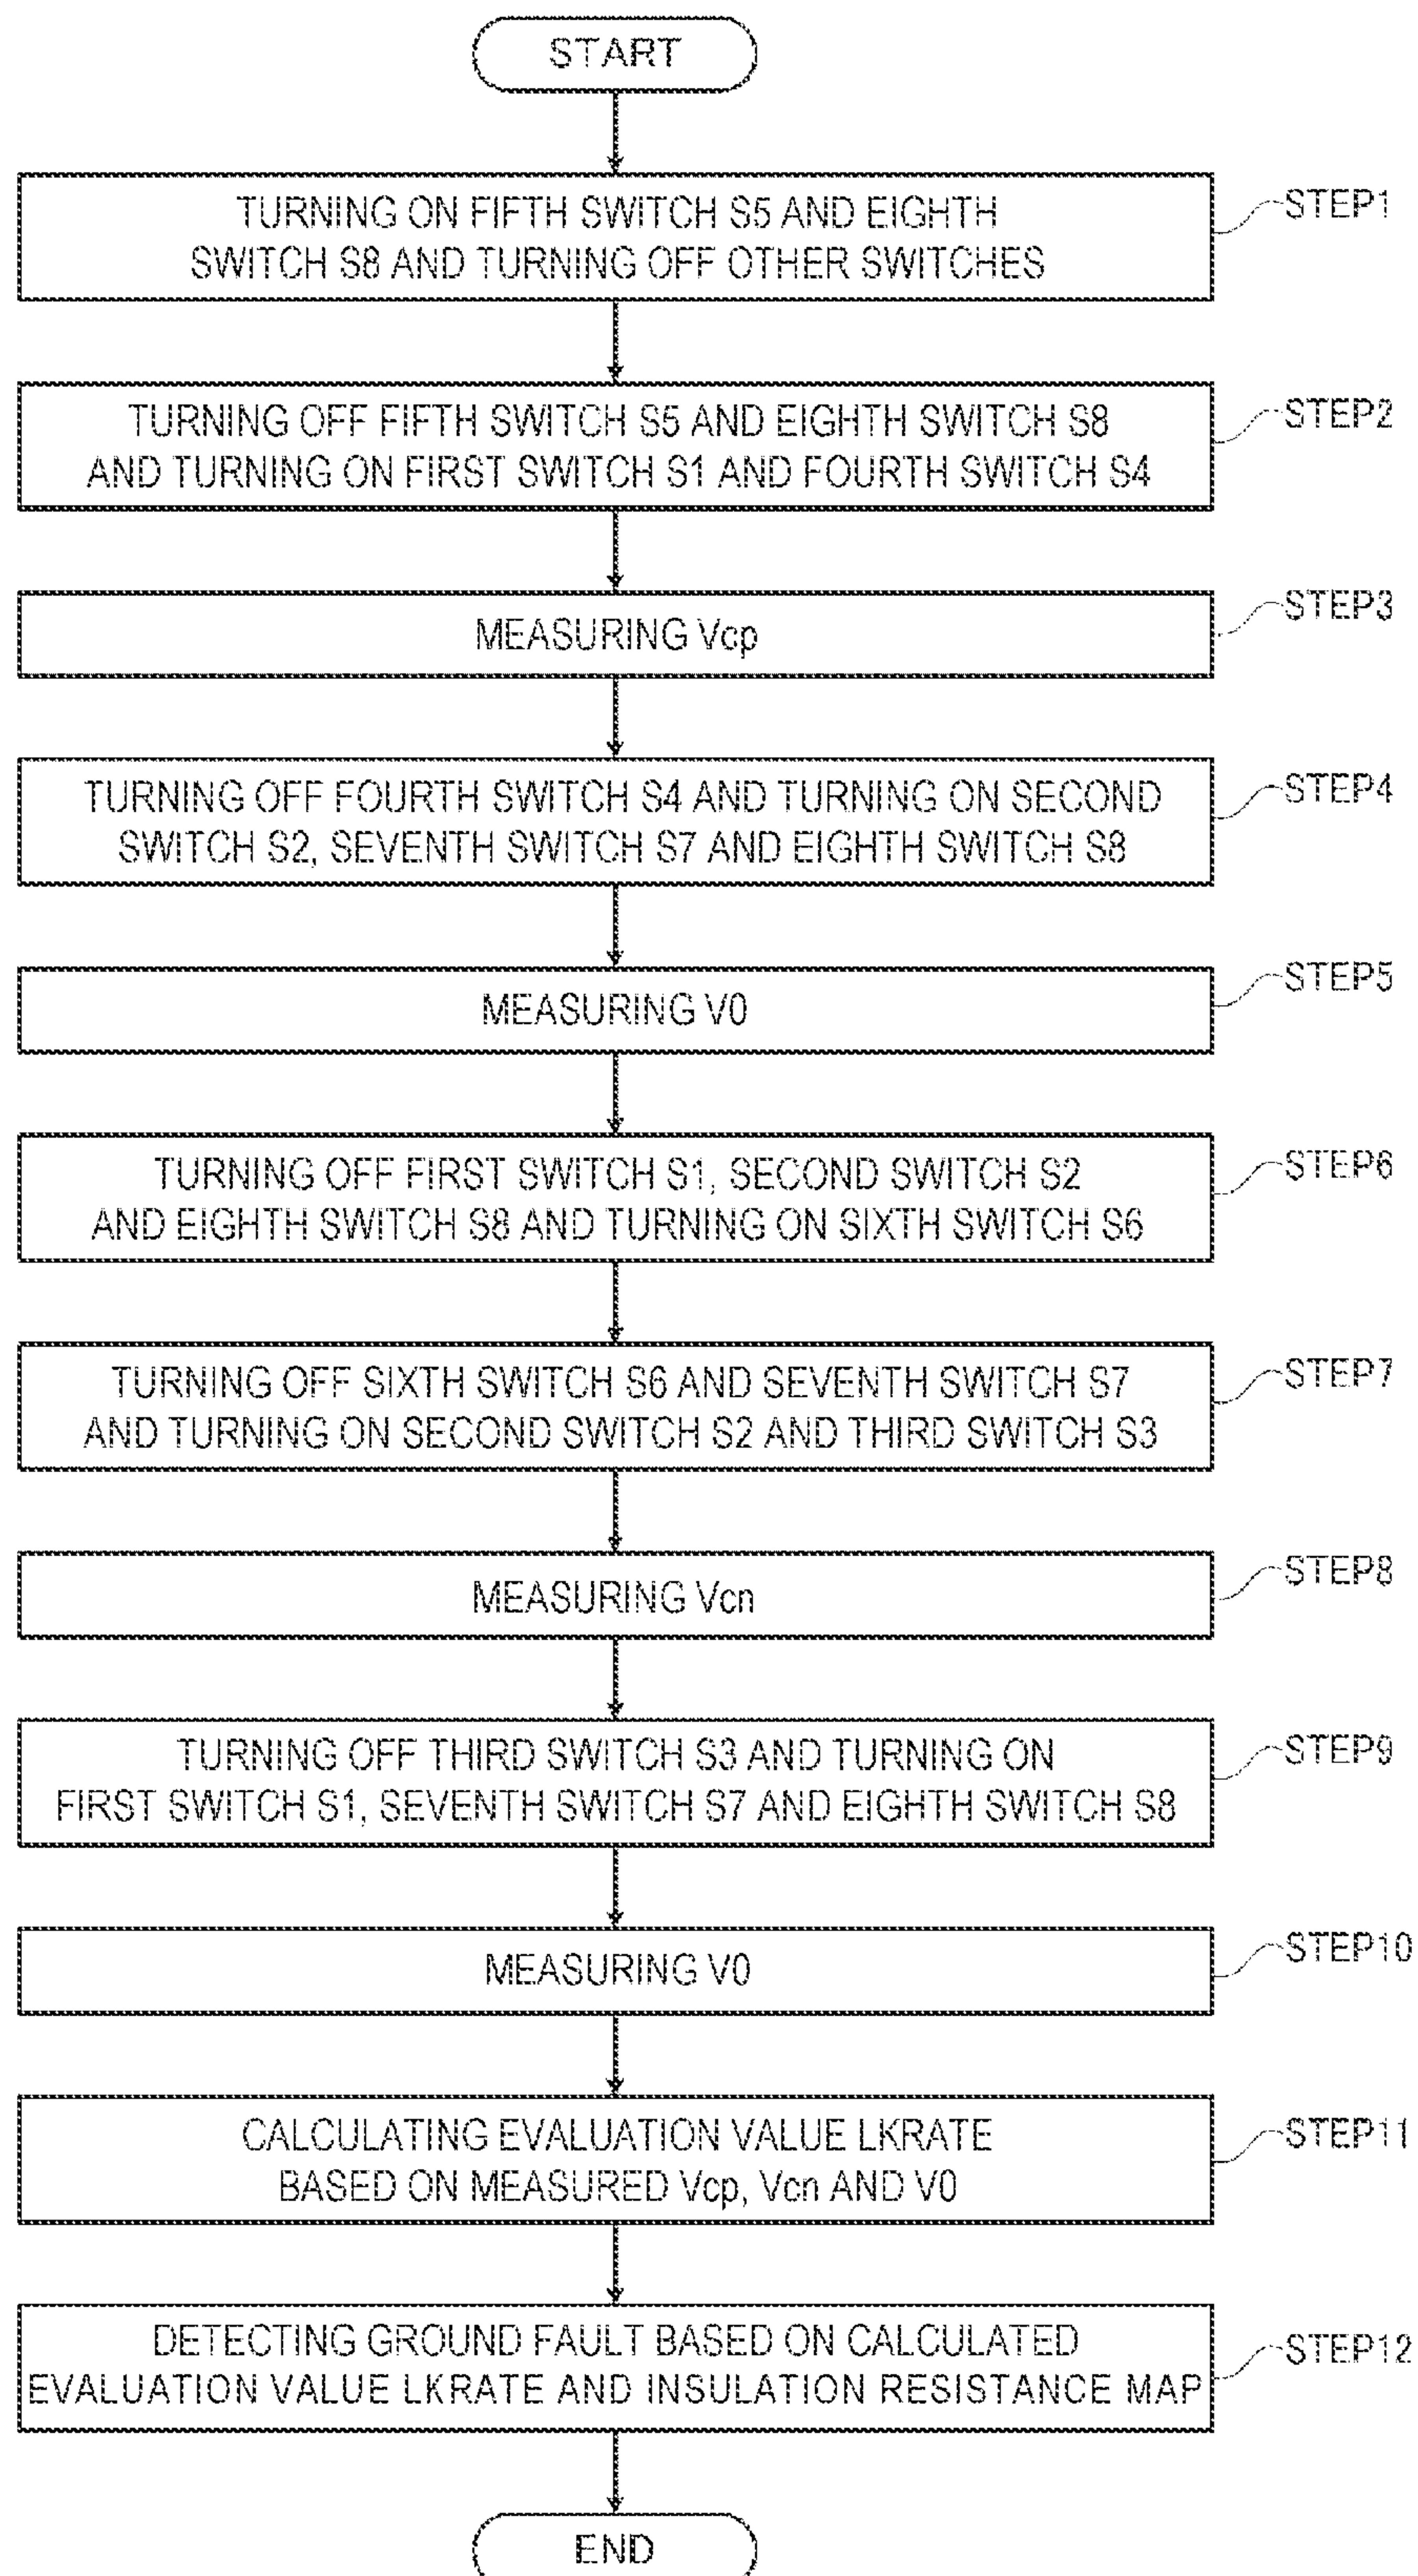 START
TURNING ON FIFTH SWITCH S5 AND EIGHTH
SWITCH S8 AND TURNING OFF OTHER SWITCHES
STEP1
TURNING OFF FIFTH SWITCH S5 AND EIGHTH SWITCH S8
AND TURNING ON FIRST SWITCH S1 AND FOURTH SWITCH S4
STEP2
MEASURING Vcp
STEP3
TURNING OFF FOURTH SWITCH S4 AND TURNING ON SECOND
SWITCH S2, SEVENTH SWITCH S7 AND EIGHTH SWITCH S8
STEP4
MEASURING V0
STEP5
TURNING OFF FIRST SWITCH S1, SECOND SWITCH S2
AND EIGHTH SWITCH S8 AND TURNING ON SIXTH SWITCH S6
STEP6
TURNING OFF SIXTH SWITCH S6 AND SEVENTH SWITCH S7
AND TURNING ON SECOND SWITCH S2 AND THIRD SWITCH S3
STEP7
MEASURING Vcn
STEP8
TURNING OFF THIRD SWITCH S3 AND TURNING ON
FIRST SWITCH S1, SEVENTH SWITCH S7 AND EIGHTH SWITCH S8
STEP9
MEASURING V0
STEP10
CALCULATING EVALUATION VALUE LKRATE
BASED ON MEASURED Vcp, Vcn AND V0
STEP11
DETECTING GROUND FAULT BASED ON CALCULATED
EVALUATION VALUE LKRATE AND INSULATION RESISTANCE MAP
STEP12
END